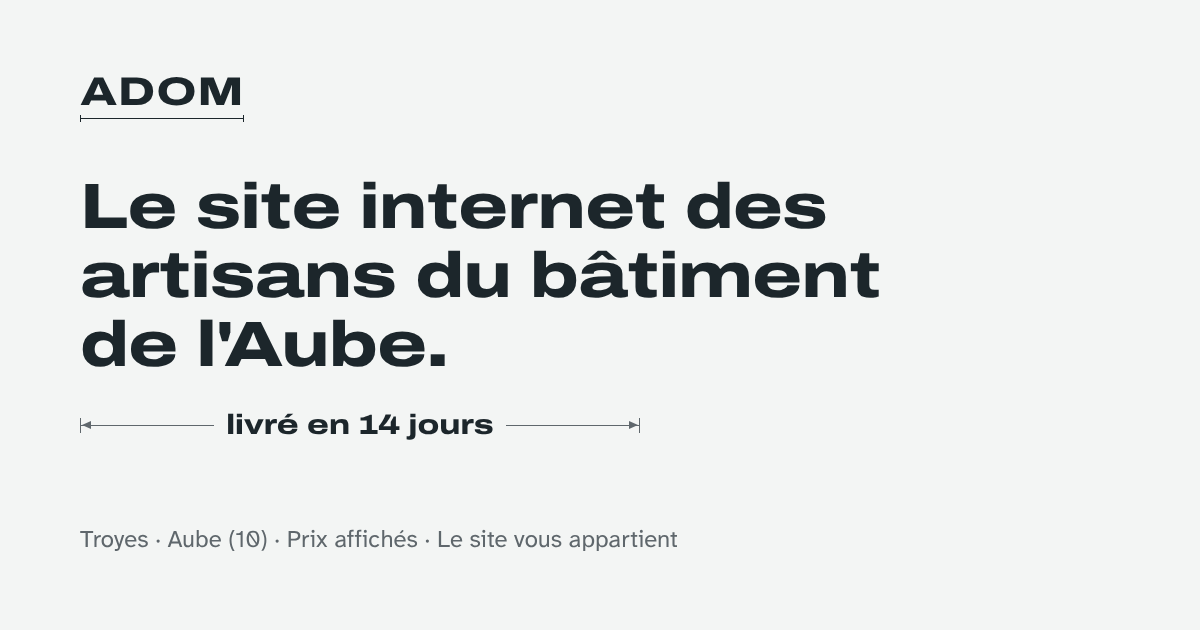 ADOM
Le site internet des
artisans du bâtiment
de l'Aube.
livré en 14 jours
Troyes · Aube (10) · Prix affichés · Le site vous appartient